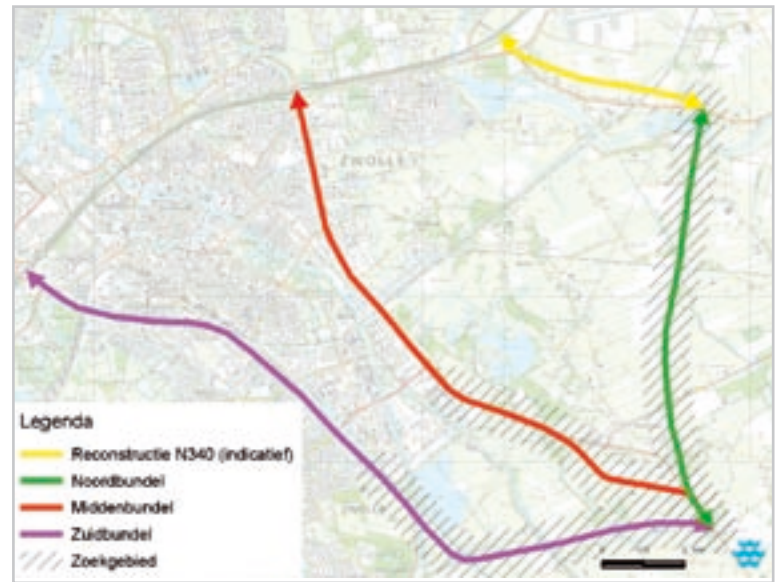 ZWOLLE
Legenda
Reconstructie N340 (indicatief)
Noordbundel
Middenbundel
Zuidbundel
Zoekgebied